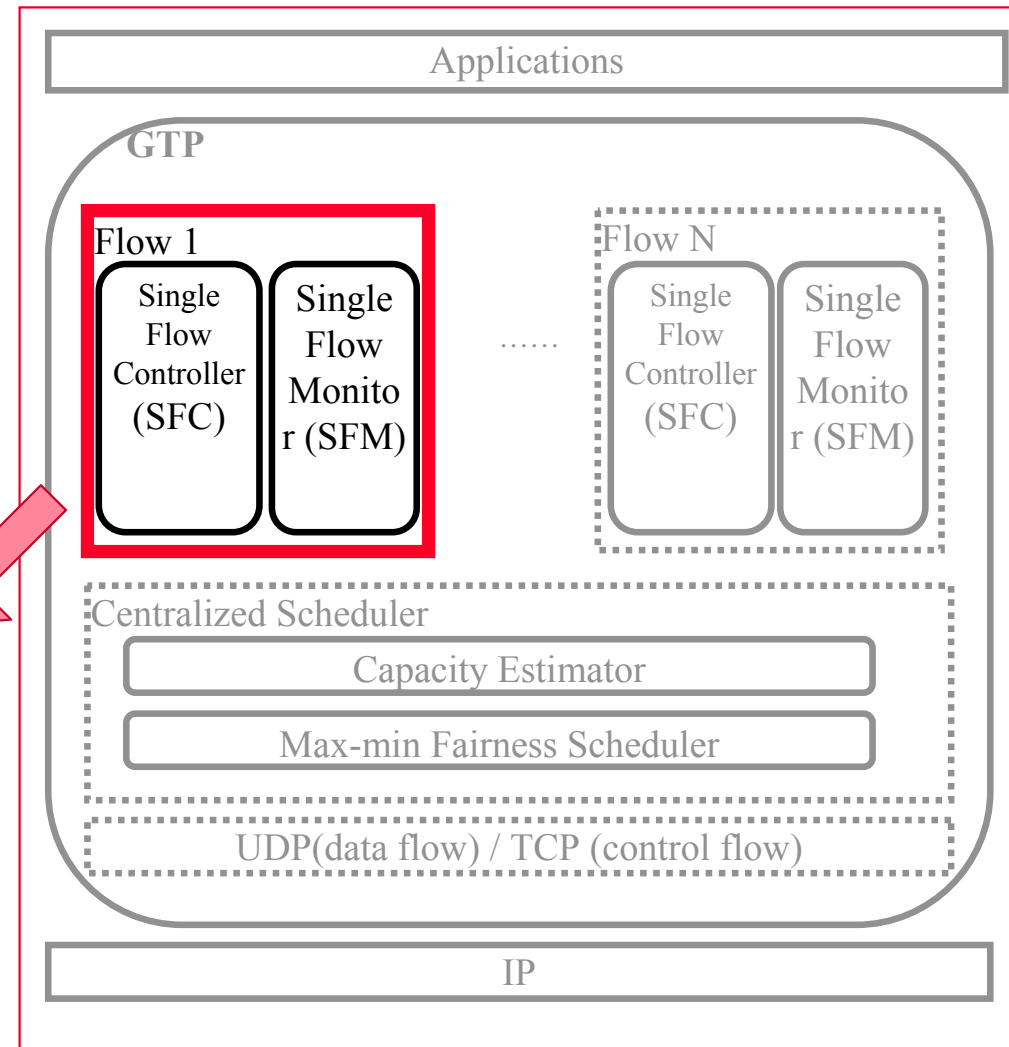 Applications
GTP
Flow 1
Single
Flow
Controller
(SFC)
Single
Flow
Monito
r (SFM)
......
Flow N
Single
Flow
Controller
(SFC)
Single
Flow
Monito
r (SFM)
Centralized Scheduler
Capacity Estimator
Max-min Fairness Scheduler
UDP(data flow) / TCP (control flow)
IP